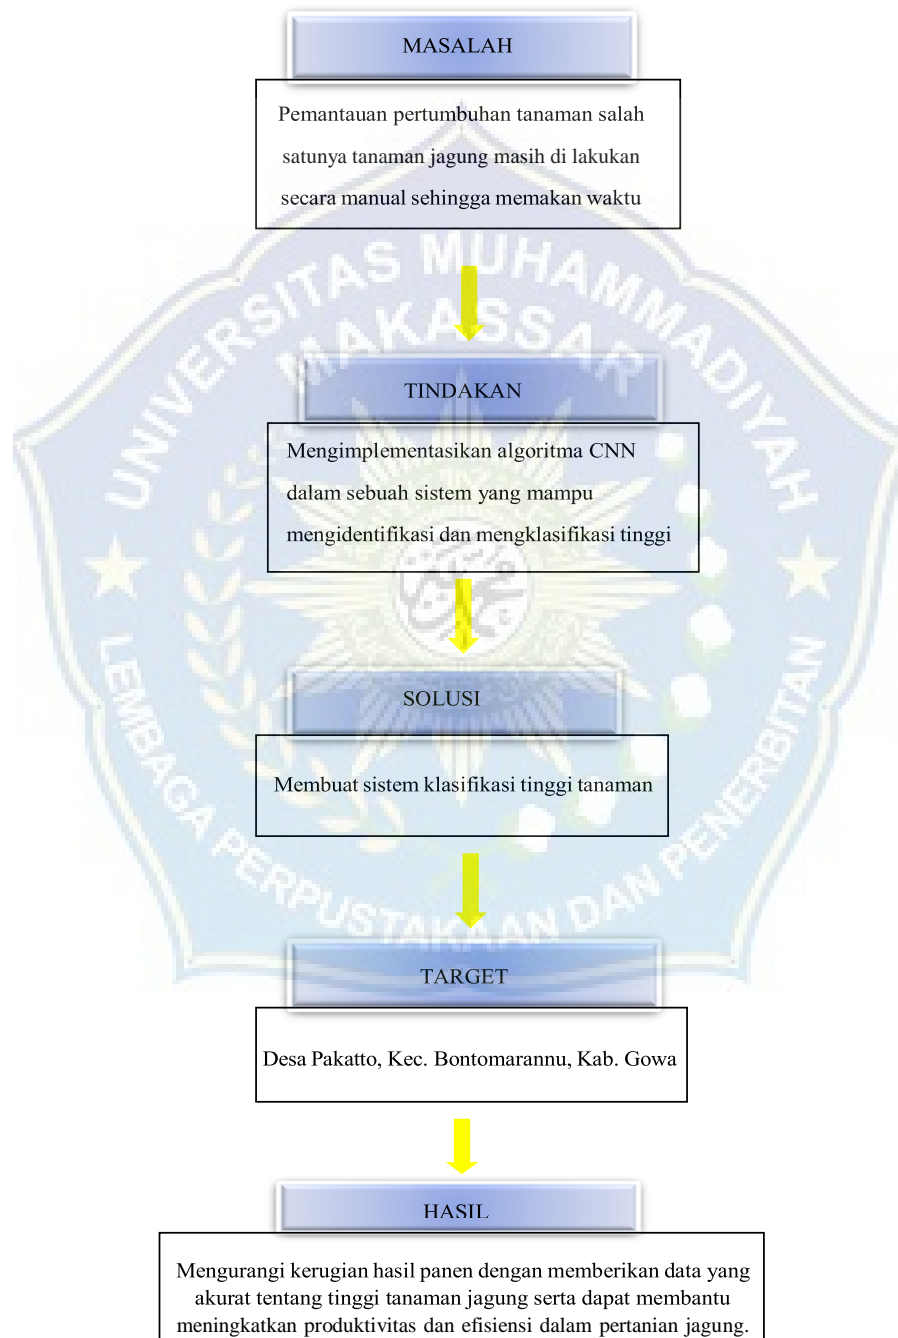 MASALAH
Pemantauan pertumbuhan tanaman salah
satunya tanaman jagung masih di lakukan
secara manual sehingga memakan waktu
UNIVERSITAS MUHAMMADIYAH
MAKASSAR
TINDAKAN
Mengimplementasikan algoritma CNN
dalam sebuah sistem yang mampu
mengidentifikasi dan mengklasifikasi tinggi
SOLUSI
Membuat sistem klasifikasi tinggi tanaman
LEMBAGA PERPUSTAKAAN DAN PENERBITAN
TARGET
Desa Pakatto, Kec. Bontomarannu, Kab. Gowa
HASIL
Mengurangi kerugian hasil panen dengan memberikan data yang
akurat tentang tinggi tanaman jagung serta dapat membantu
meningkatkan produktivitas dan efisiensi dalam pertanian jagung.